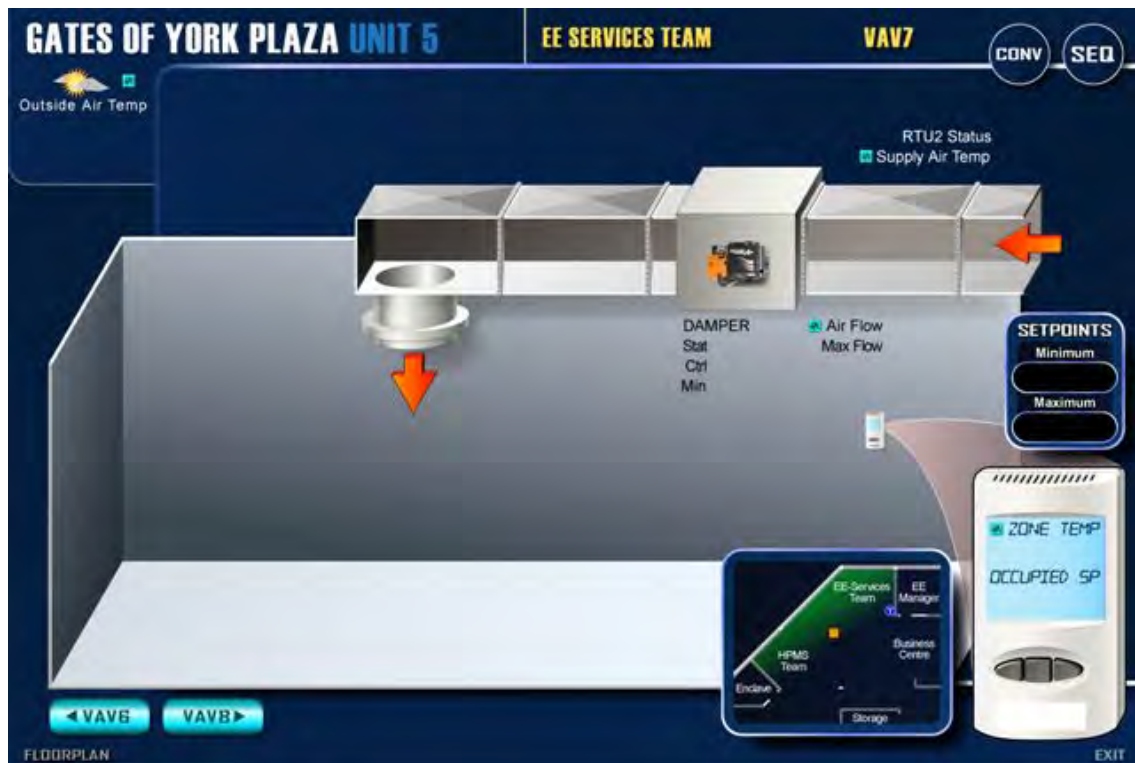 GATES OF YORK PLAZA UNIT 5
EE SERVICES TEAM
VAV7
CONV
SEQ
Outside Air Temp
RTU2 Status
Supply Air Temp
DAMPER
Stat
Ctrl
Min
Air Flow
Max Flow
SETPOINTS
Minimum
Maximum
ZONE TEMP
OCCUPIED SP
EE-Services
Team
EE
Manager
T
Business
Centre
HPMS
Team
Enclave
Storage
◄VAV6
VAV8►
FLOORPLAN
EXIT